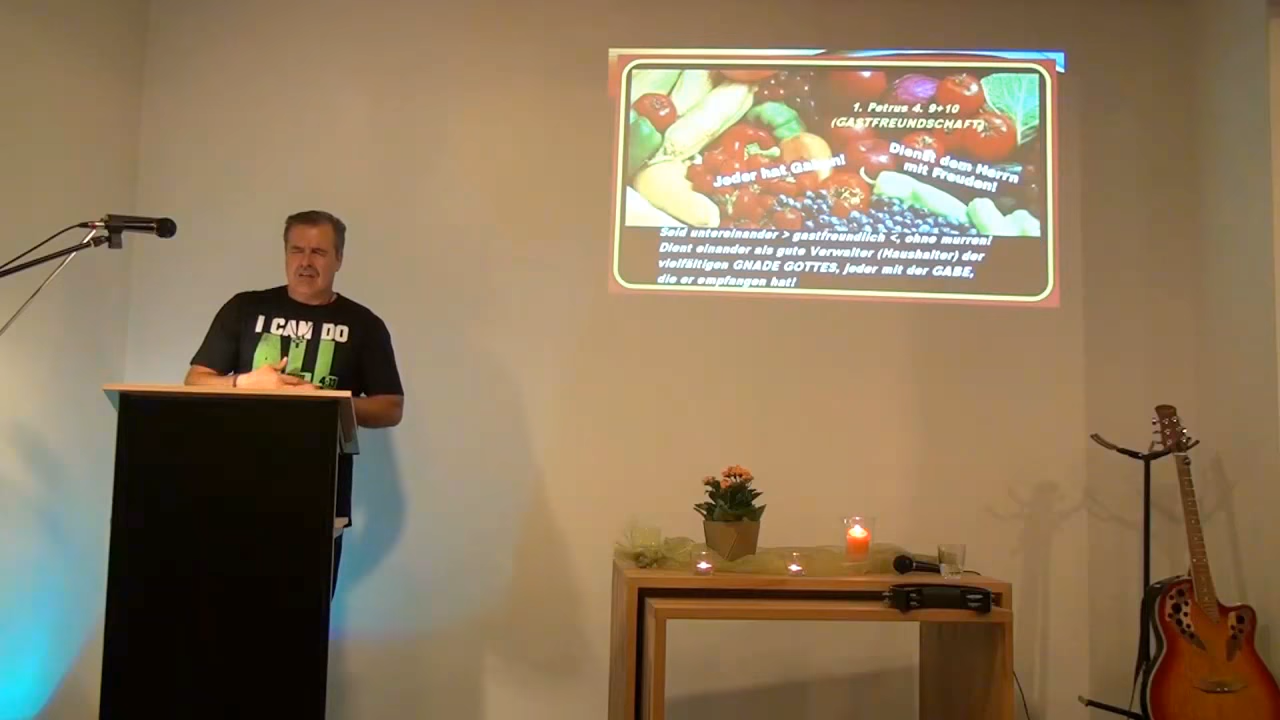 1. Petrus 4. 9+10
(GASTFREUNDSCHAFT)
Jeder hat Gaben!
Dienst dem Herrn
mit Freuden!
Seid untereinander > gastfreundlich <, ohne murren!
Dient einander als gute Verwalter (Haushalter) der
vielfältigen GNADE GOTTES, jeder mit der GABE,
die er empfangen hat!
I CAN DO
ALL